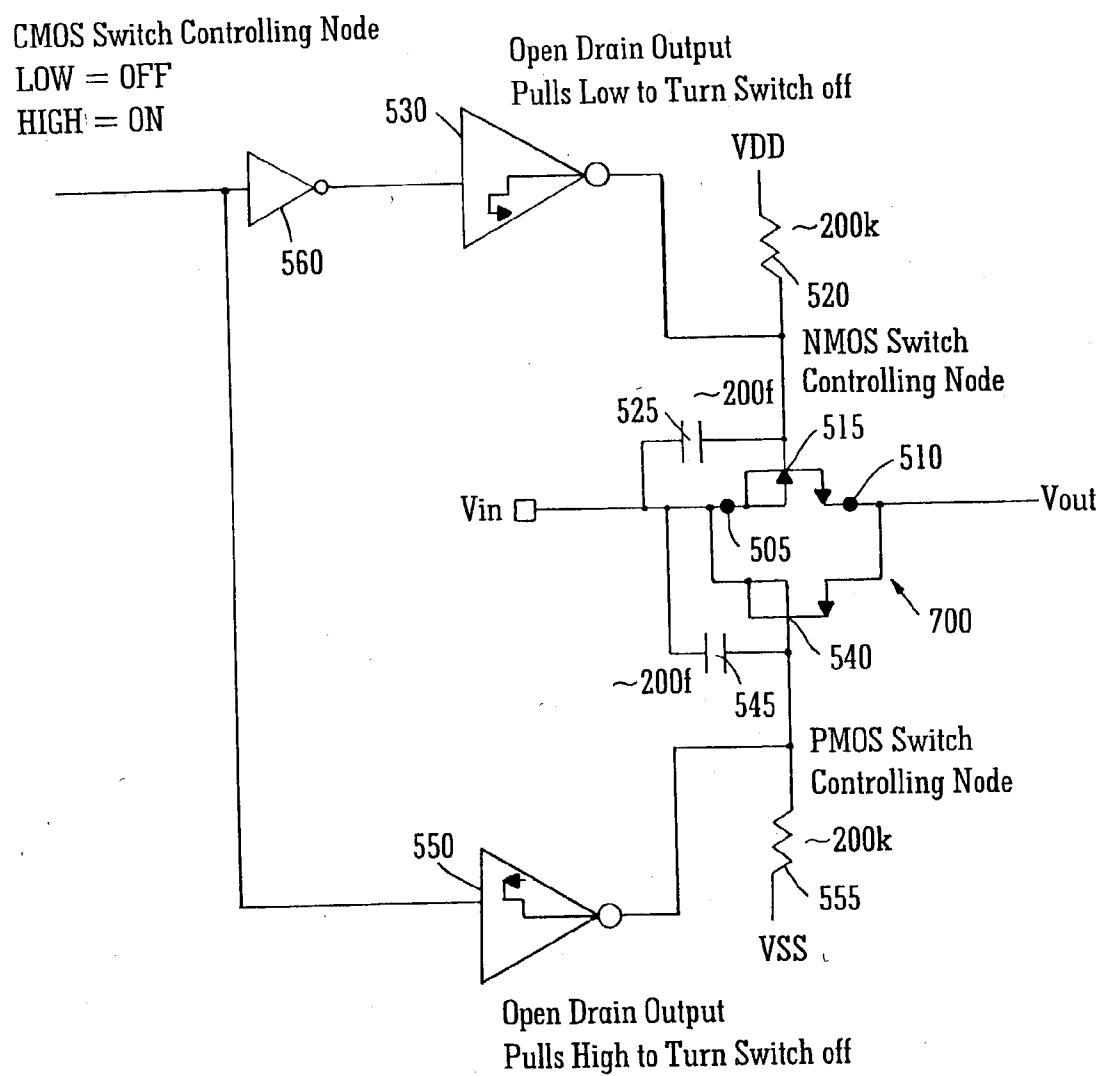 CMOS Switch Controlling Node
LOW = OFF
HIGH = ON
Open Drain Output
Pulls Low to Turn Switch off
530
VDD
~200k
560
520
NMOS Switch
Controlling Node
~200f
525
515
510
Vin
Vout
505
700
540
~200f
545
PMOS Switch
Controlling Node
550
~200k
555
VSS
Open Drain Output
Pulls High to Turn Switch off